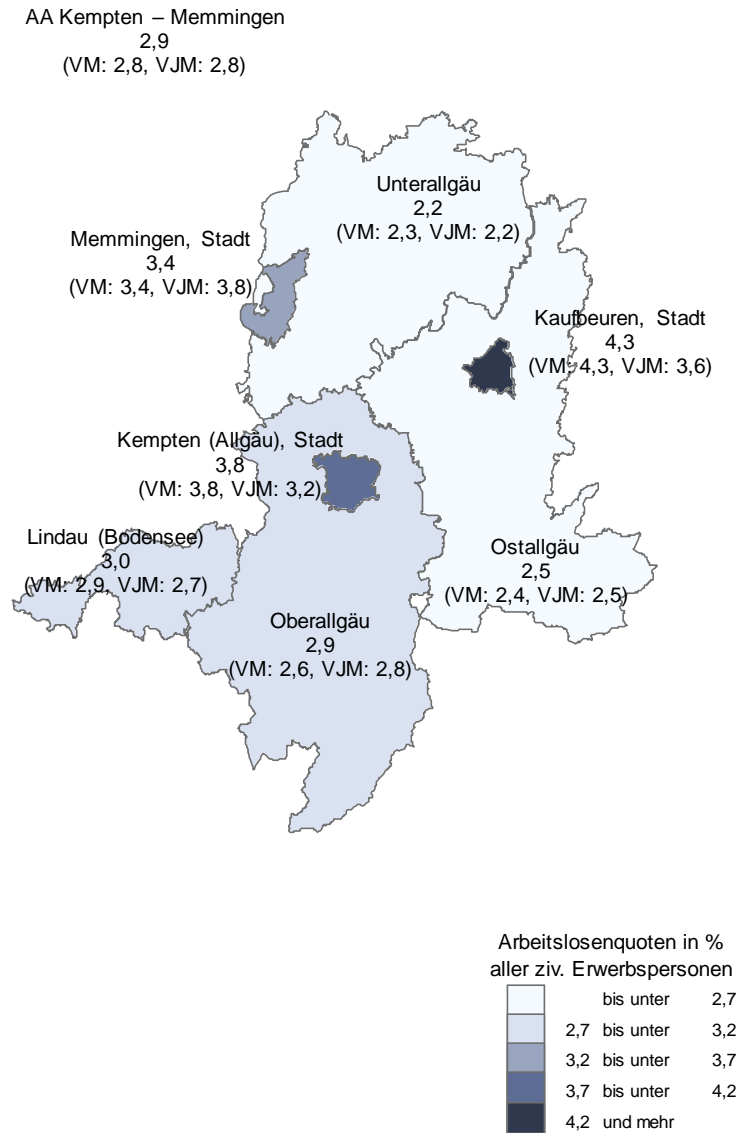 AA Kempten – Memmingen
2,9
(VM: 2,8, VJM: 2,8)
Unterallgäu
2,2
(VM: 2,3, VJM: 2,2)
Memmingen, Stadt
3,4
(VM: 3,4, VJM: 3,8)
Kaufbeuren, Stadt
4,3
(VM: 4,3, VJM: 3,6)
Kempten (Allgäu), Stadt
3,8
(VM: 3,8, VJM: 3,2)
Lindau (Bodensee)
3,0
(VM: 2,9, VJM: 2,7)
Ostallgäu
2,5
(VM: 2,4, VJM: 2,5)
Oberallgäu
2,9
(VM: 2,6, VJM: 2,8)
Arbeitslosenquoten in %
aller ziv. Erwerbspersonen
bis unter 2,7
2,7 bis unter 3,2
3,2 bis unter 3,7
3,7 bis unter 4,2
4,2 und mehr